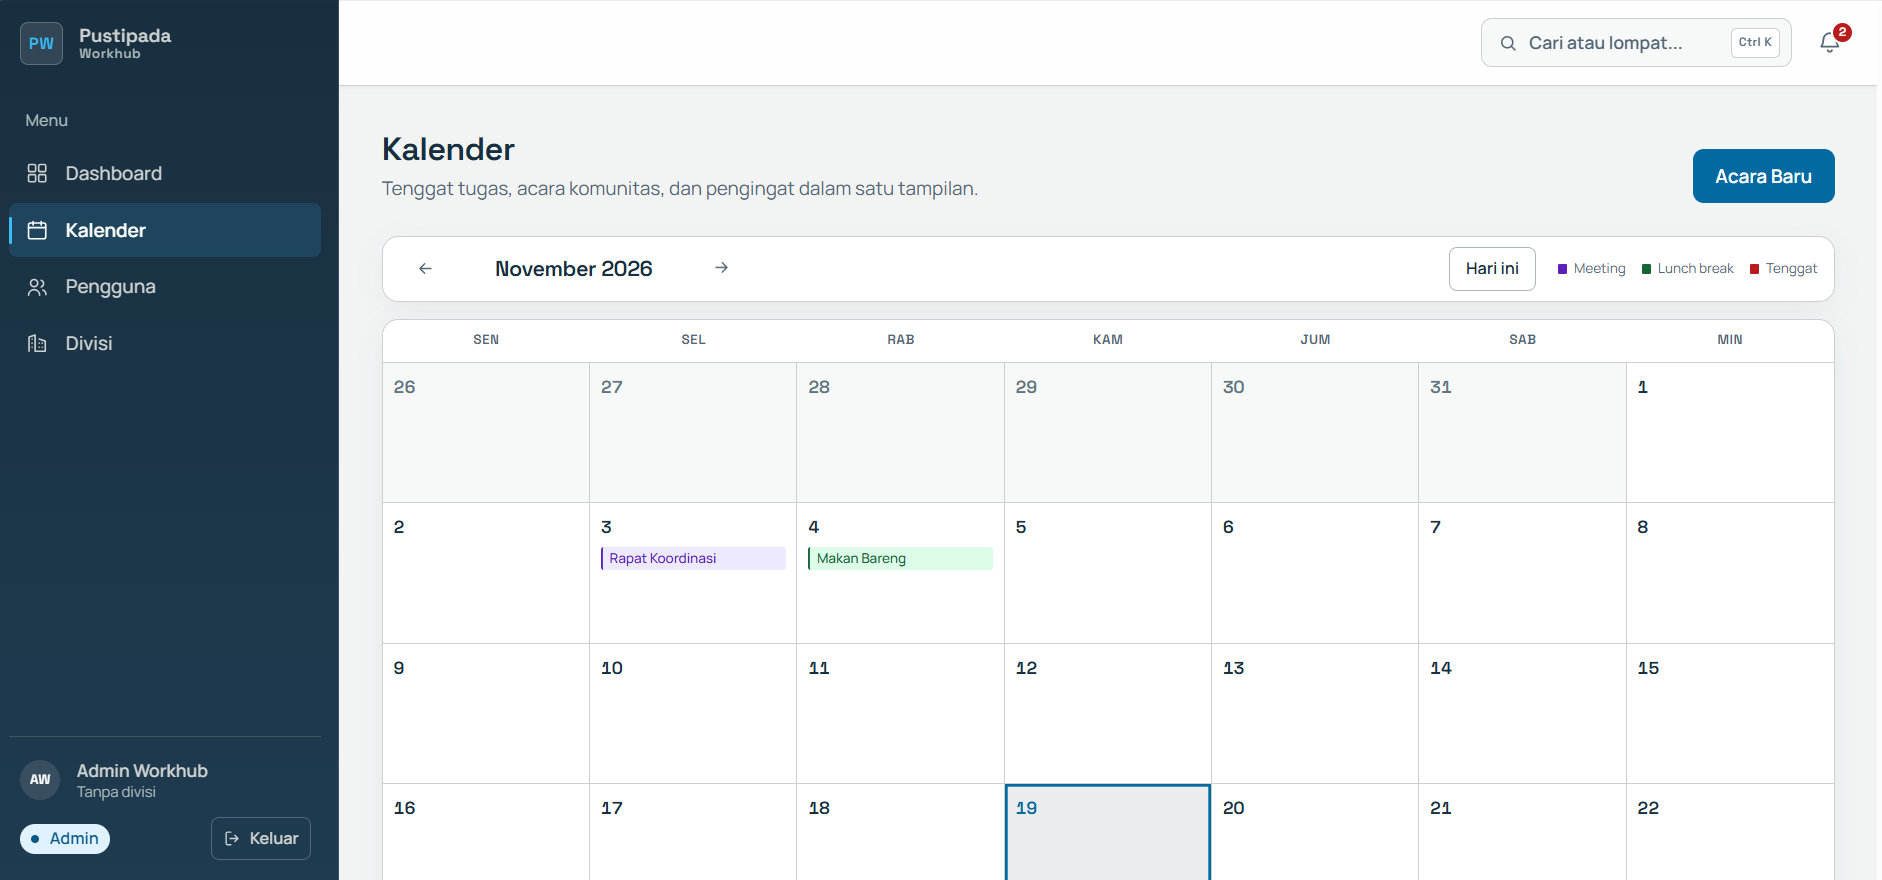 PW
Pustipada
Workhub
Menu
Dashboard
Kalender
Pengguna
Divisi
AW
Admin Workhub
Tanpa divisi
Admin
Keluar
Cari atau lompat...
Ctrl K
2
Kalender
Tenggat tugas, acara komunitas, dan pengingat dalam satu tampilan.
Acara Baru
November 2026
Hari ini
Meeting
Lunch break
Tenggat
SEN SEL RAB KAM JUM SAB MIN
26 27 28 29 30 31 1
2 3 4 5 6 7 8
Rapat Koordinasi
Makan Bareng
9 10 11 12 13 14 15
16 17 18 19 20 21 22